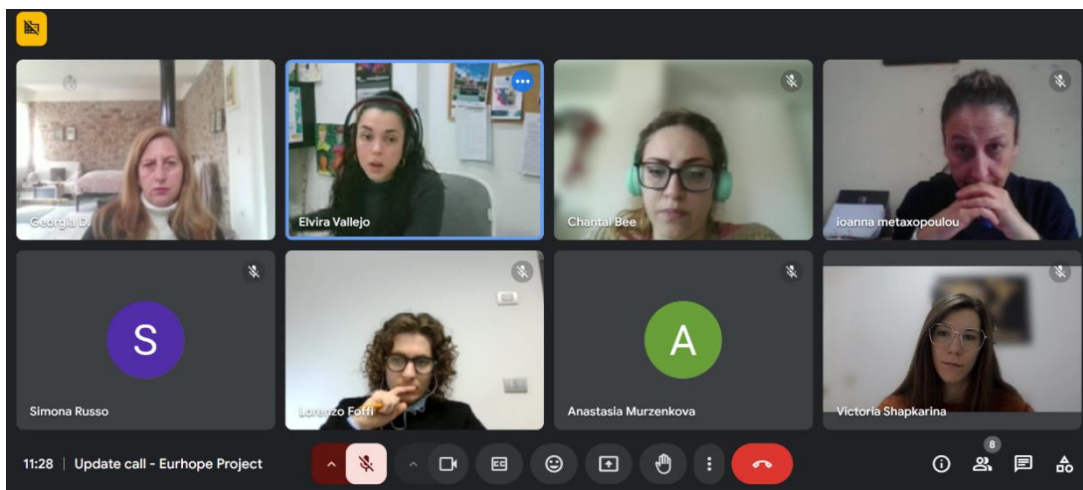 Georgia D.
Elvira Vallejo
Chantal Bee
ioanna metaxopoulou
S
Simona Russo
Lorenzo Foffi
A
Anastasia Murzenkova
Victoria Shapkarina
11:28 | Update call - Eurhope Project
CC
8